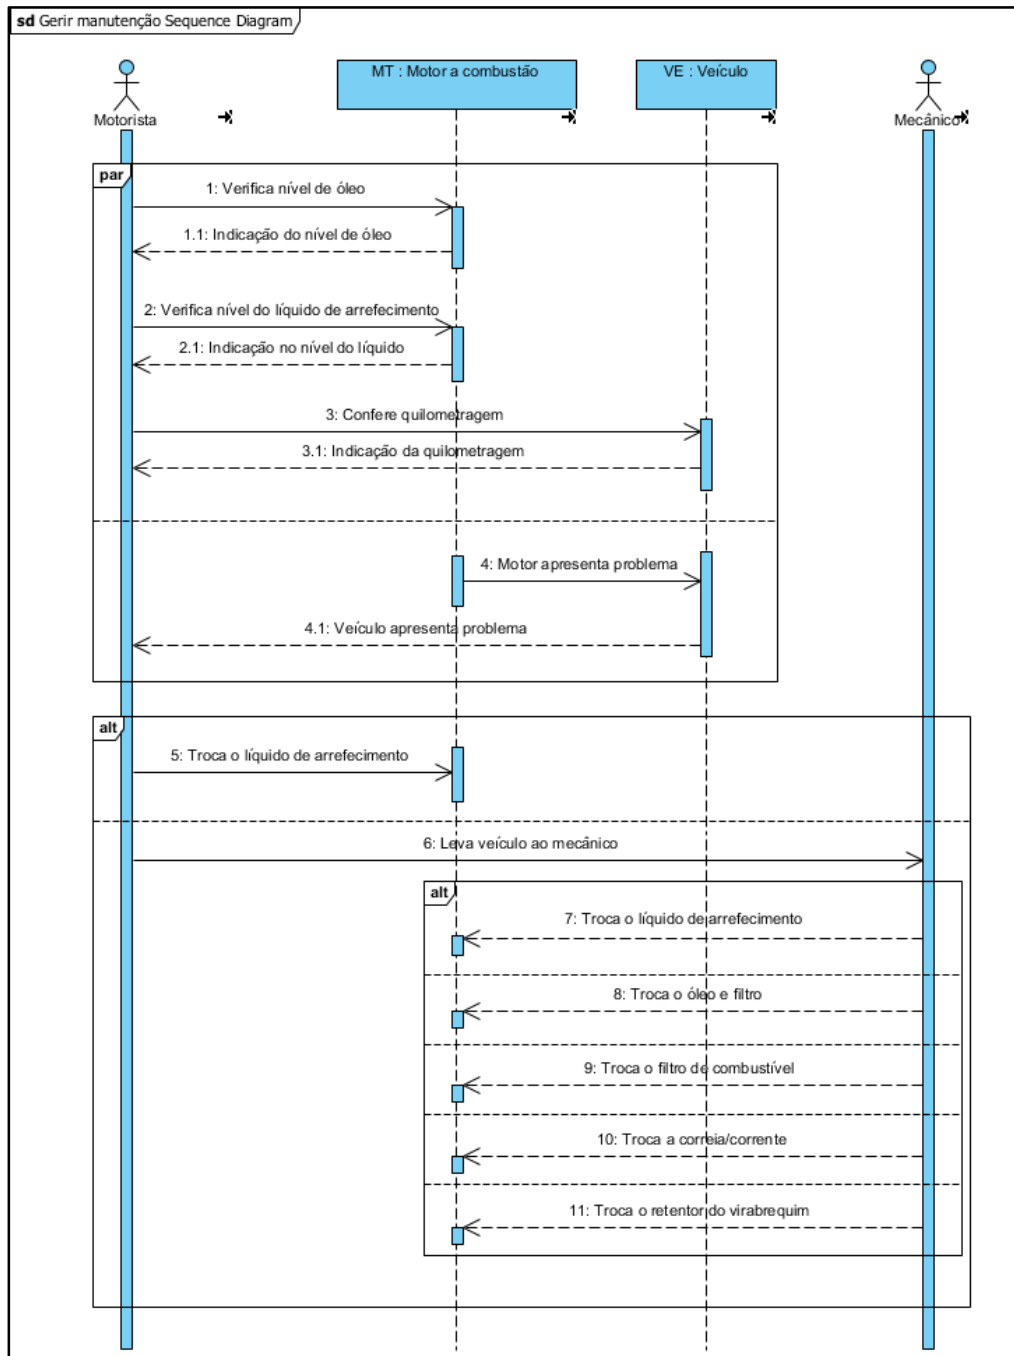 sd Gerir manutenção Sequence Diagram
MT : Motor a combustão
VE : Veículo
Motorista
Mecânico
par
1: Verifica nível de óleo
1.1: Indicação do nível de óleo
2: Verifica nível do líquido de arrefecimento
2.1: Indicação no nível do líquido
3: Confere quilometragem
3.1: Indicação da quilometragem
4: Motor apresenta problema
4.1: Veículo apresenta problema
alt
5: Troca o líquido de arrefecimento
6: Leva veículo ao mecânico
alt
7: Troca o líquido de arrefecimento
8: Troca o óleo e filtro
9: Troca o filtro de combustível
10: Troca a correia/corrente
11: Troca o retentor do virabrequim